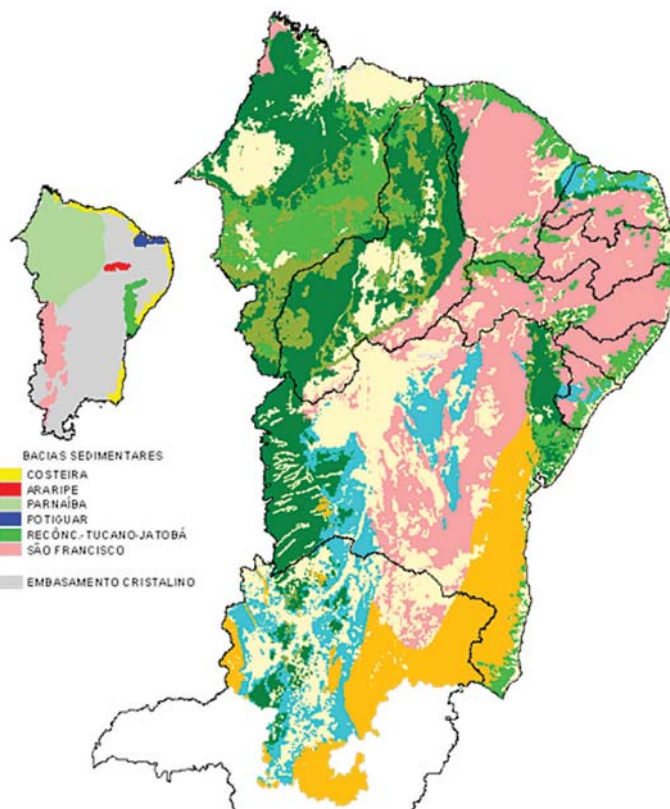 BACIAS SEDIMENTARES
COSTEIRA
ARARIPE
PARNAÍBA
POTIGUAR
RECÔNC.-TUCANO-JATOBÁ
SÃO FRANCISCO
EMBASAMENTO CRISTALINO